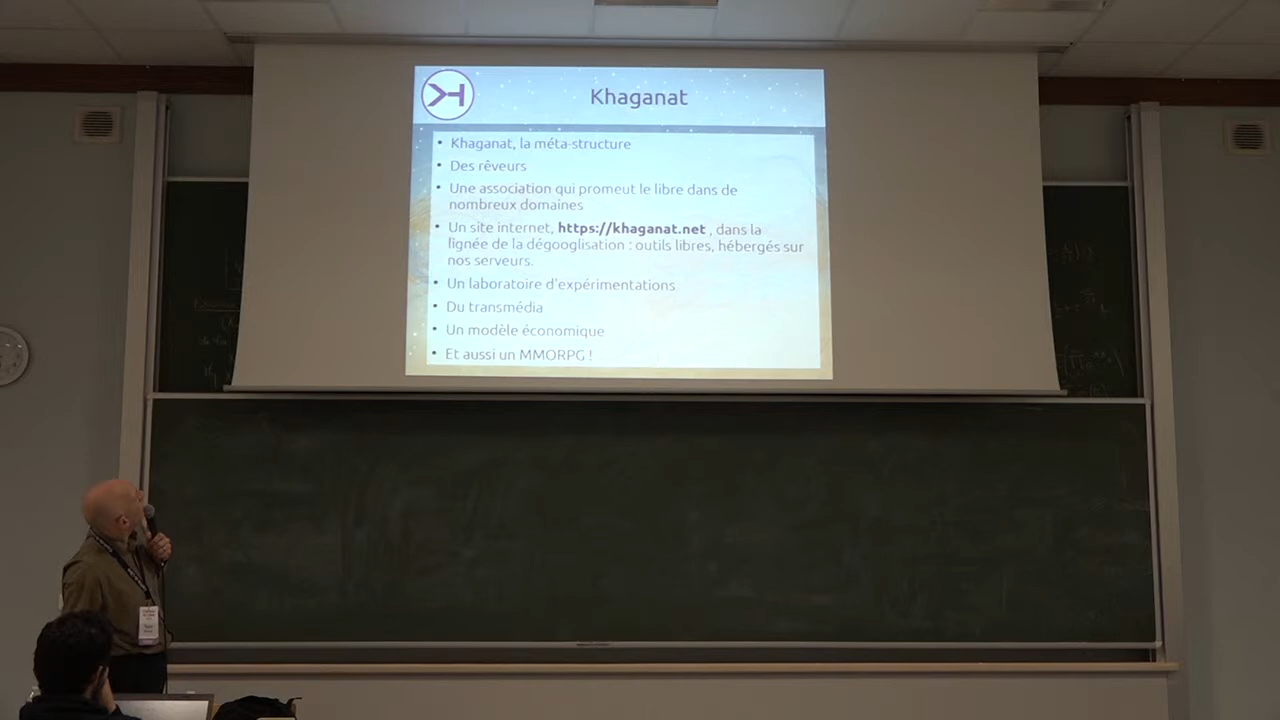 Khaganat
• Khaganat, la méta-structure
• Des rêveurs
• Une association qui promeut le libre dans de
nombreux domaines
• Un site internet, https://khaganat.net , dans la
lignée de la dégooglisation : outils libres, hébergés sur
nos serveurs.
• Un laboratoire d'expérimentations
• Du transmédia
• Un modèle économique
• Et aussi un MMORPG !